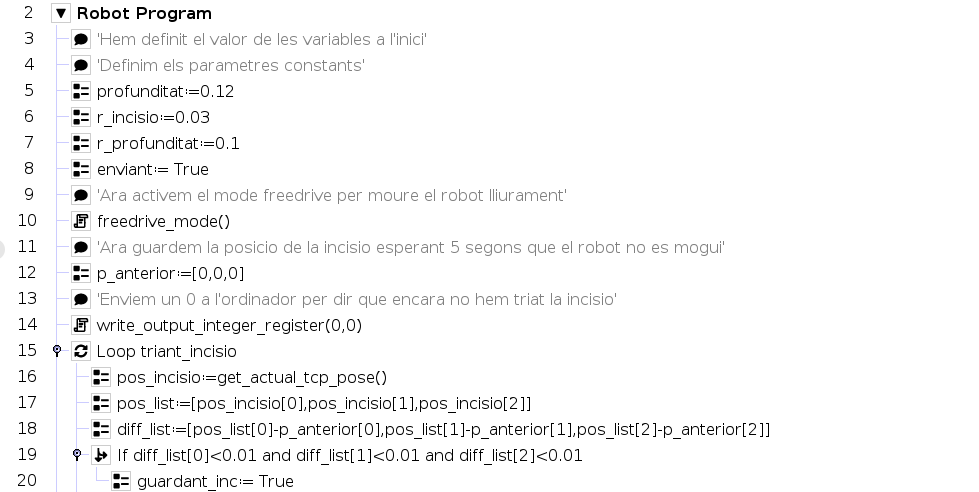 2 Robot Program
3 'Hem definit el valor de les variables a l'inici'
4 'Definim els parametres constants'
5 profunditat:=0.12
6 r_incisio:=0.03
7 r_profunditat:=0.1
8 enviant:= True
9 'Ara activem el mode freedrive per moure el robot lliurament'
10 freedrive_mode()
11 'Ara guardem la posicio de la incisio esperant 5 segons que el robot no es mogui'
12 p_anterior:=[0,0,0]
13 'Enviem un 0 a l'ordinador per dir que encara no hem triat la incisio'
14 write_output_integer_register(0,0)
15 Loop triant_incisio
16 pos_incisio:=get_actual_tcp_pose()
17 pos_list:=[pos_incisio[0],pos_incisio[1],pos_incisio[2]]
18 diff_list:=[pos_list[0]-p_anterior[0],pos_list[1]-p_anterior[1],pos_list[2]-p_anterior[2]]
19 If diff_list[0]<0.01 and diff_list[1]<0.01 and diff_list[2]<0.01
20 guardant_inc:= True